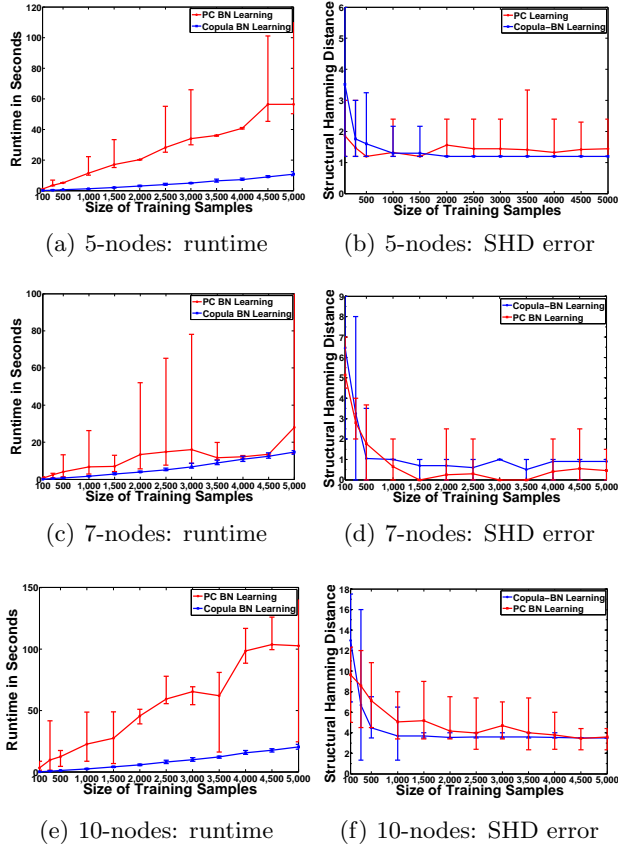 120
100
80
60
40
20
0
Runtime in Seconds
PC BN Learning
Copula BN Learning
100 500 1,000 1,500 2,000 2,500 3,000 3,500 4,000 4,500 5,000
Size of Training Samples
(a) 5-nodes: runtime
6
5
4
3
2
1
0
Structural Hamming Distance
PC Learning
Copula-BN Learning
500 1000 1500 2000 2500 3000 3500 4000 4500 5000
Size of Training Samples
(b) 5-nodes: SHD error
100
80
60
40
20
0
Runtime in Seconds
PC BN Learning
Copula BN Learning
100 500 1,000 1,500 2,000 2,500 3,000 3,500 4,000 4,500 5,000
Size of Training Samples
(c) 7-nodes: runtime
9
8
7
6
5
4
3
2
1
0
Structural Hamming Distance
Copula-BN Learning
PC BN Learning
100 500 1,000 1,500 2,000 2,500 3,000 3,500 4,000 4,500 5,000
Size of Training Samples
(d) 7-nodes: SHD error
150
100
50
0
Runtime in Seconds
PC BN Learning
Copula BN Learning
100 500 1,000 1,500 2,000 2,500 3,000 3,500 4,000 4,500 5,000
Size of Training Samples
(e) 10-nodes: runtime
18
16
14
12
10
8
6
4
2
0
Structural Hamming Distance
Copula-BN Learning
PC BN Learning
100 500 1,000 1,500 2,000 2,500 3,000 3,500 4,000 4,500 5,000
Size of Training Samples
(f) 10-nodes: SHD error